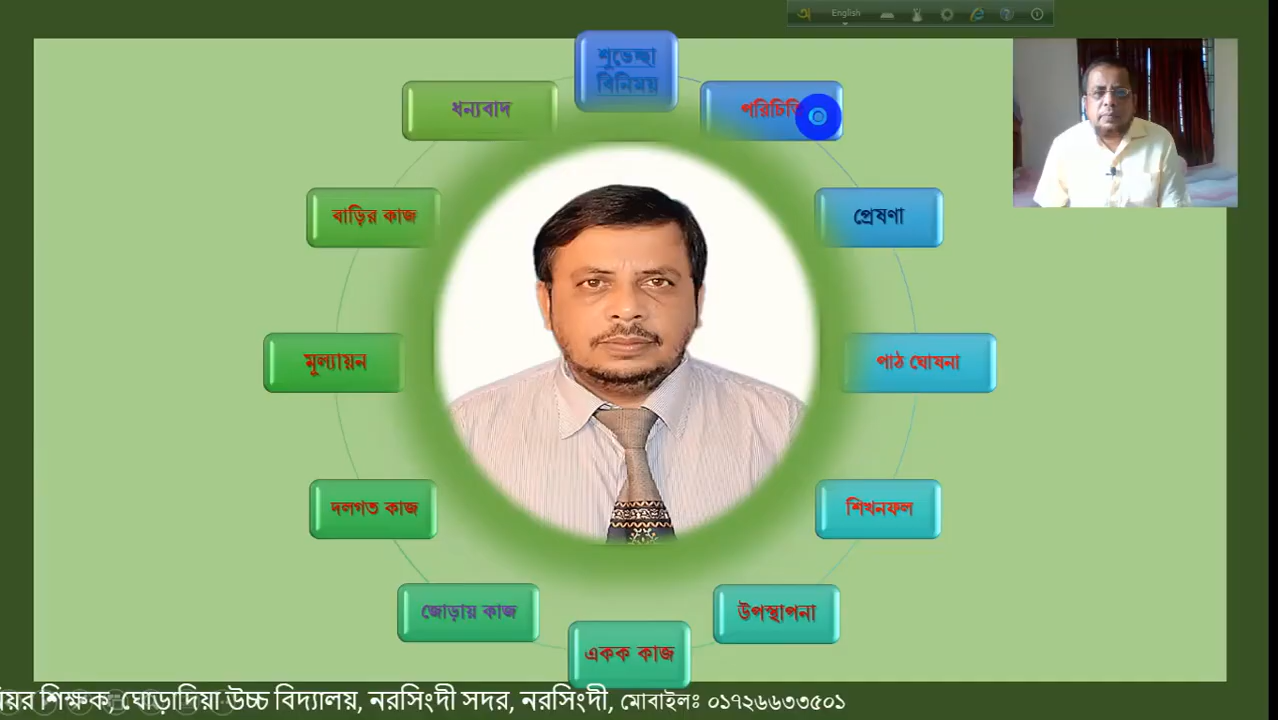 English
শুভেচ্ছা
বিনিময়
পরিচিতি
প্রেষণা
পাঠ ঘোষনা
শিখনফল
উপস্থাপনা
একক কাজ
জোড়ায় কাজ
দলগত কাজ
মূল্যায়ন
বাড়ির কাজ
ধন্যবাদ
শিক্ষক, ঘোড়াদিয়া উচ্চ বিদ্যালয়, নরসিংদী সদর, নরসিংদী, মোবাইলঃ ০১৭২৬৬৩৩৫০১